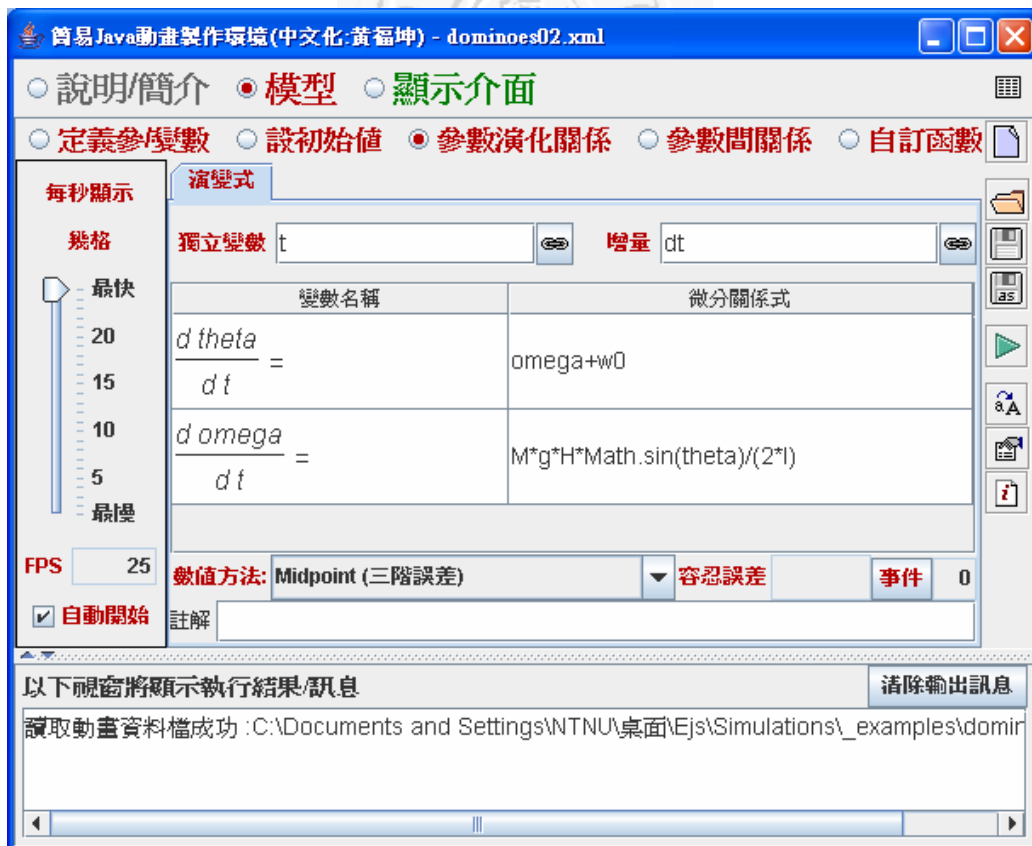 簡易Java動畫製作環境(中文化:黃福坤) - dominoes02.xml
說明/簡介 模型 顯示介面
定義參/變數 設初始值 參數演化關係 參數間關係 自訂函數
每秒顯示
幾格
最快
20
15
10
5
最慢
FPS 25
自動開始
演變式
獨立變數 t 增量 dt
變數名稱 微分關係式
d theta
d t
= omega+w0
d omega
d t
= M*g*H*Math.sin(theta)/(2*I)
數值方法: Midpoint (三階誤差) 容忍誤差 事件 0
註解
as
以下視窗將顯示執行結果/訊息 清除輸出訊息
讀取動畫資料檔成功 :C:\Documents and Settings\NTNU\桌面\Ejs\Simulations\_examples\domin